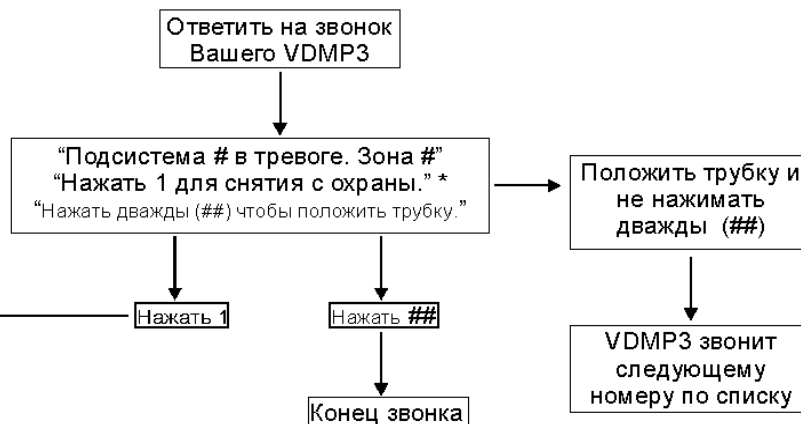 Ответить на звонок
Вашего VDMP3
“Подсистема # в тревоге. Зона #”
“Нажать 1 для снятия с охраны.” *
“Нажать дважды (##) чтобы положить трубку.”
Положить трубку и
не нажимать
дважды (##)
Нажать 1
Нажать ##
VDMP3 звонит
следующему
номеру по списку
Конец звонка